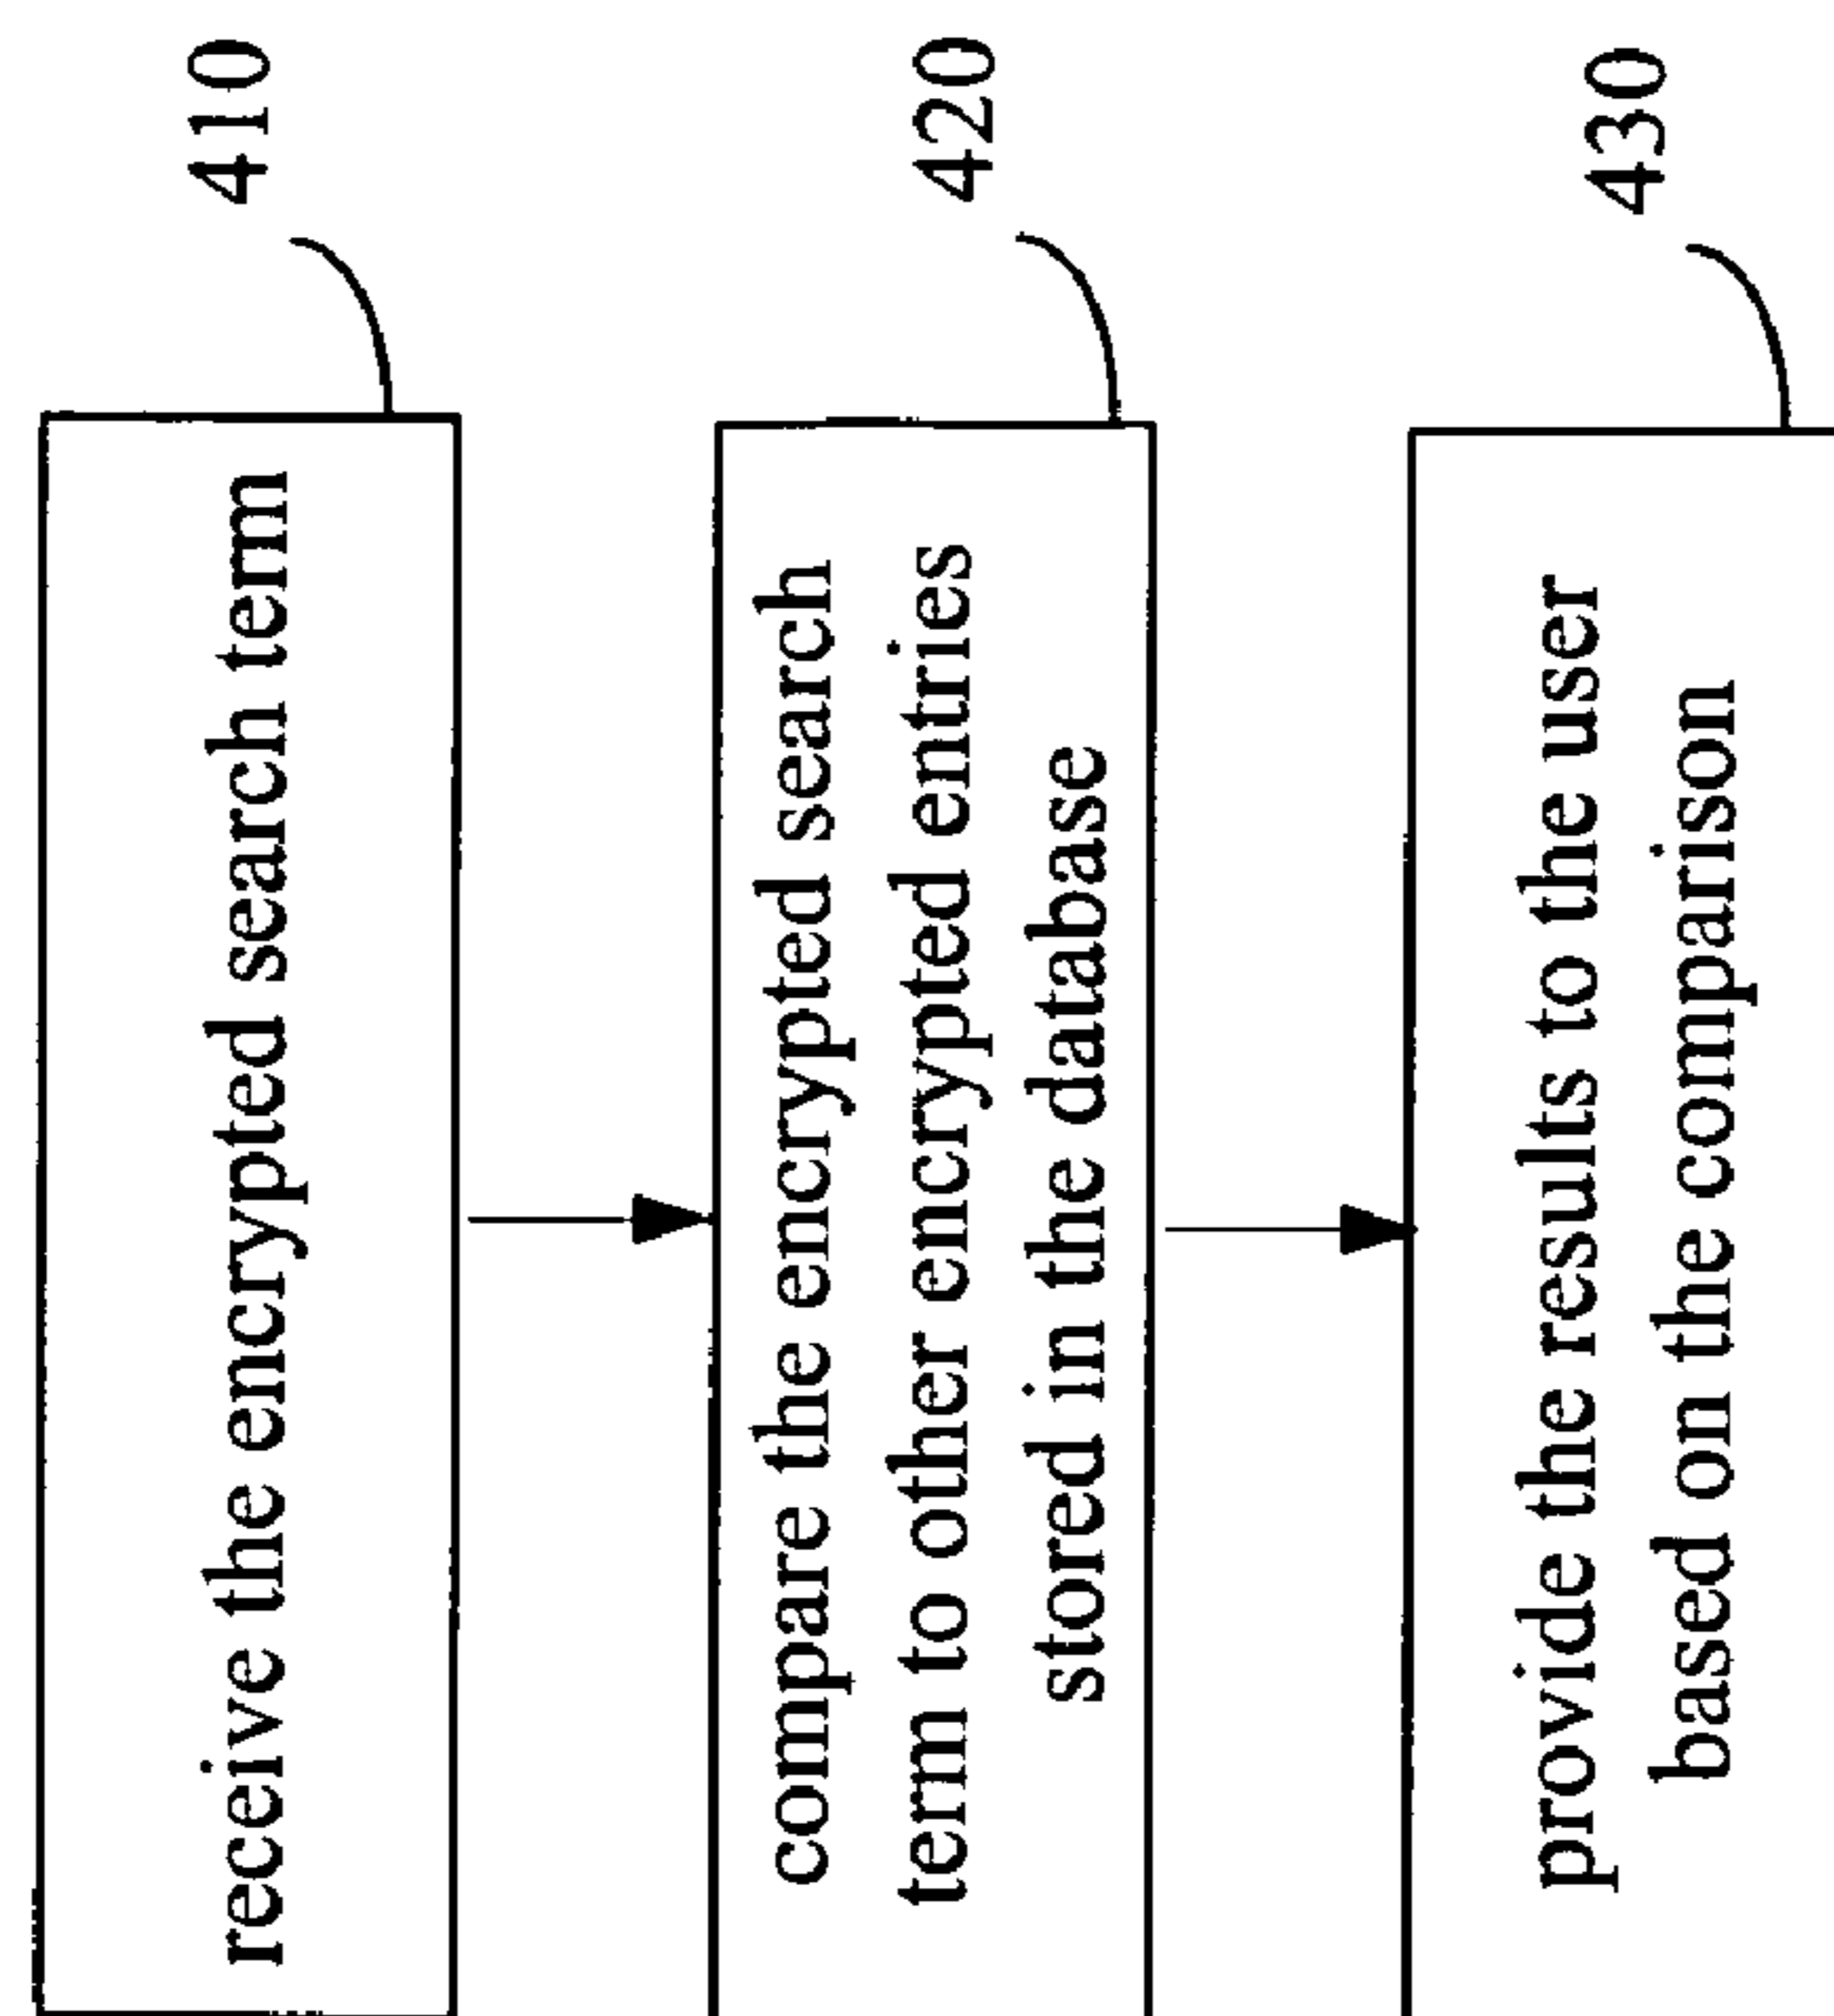 receive the encrypted search term
410
compare the encrypted search
term to other encrypted entries
stored in the database
420
provide the results to the user
based on the comparison
430